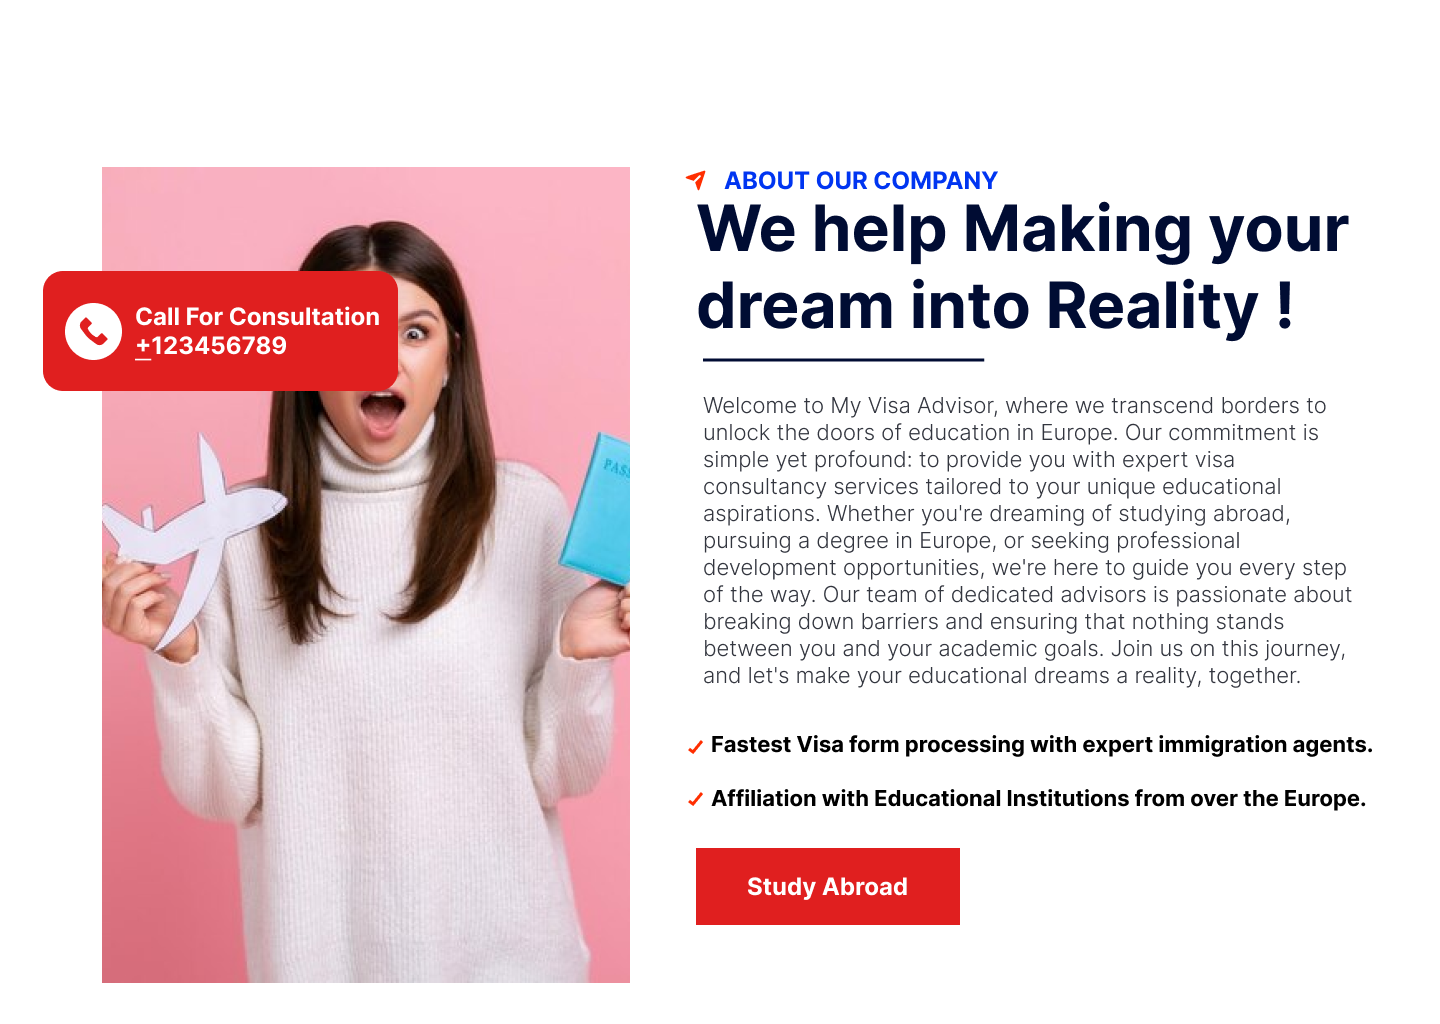 Call For Consultation
+123456789
PASS
ABOUT OUR COMPANY
We help Making your
dream into Reality !
Welcome to My Visa Advisor, where we transcend borders to
unlock the doors of education in Europe. Our commitment is
simple yet profound: to provide you with expert visa
consultancy services tailored to your unique educational
aspirations. Whether you're dreaming of studying abroad,
pursuing a degree in Europe, or seeking professional
development opportunities, we're here to guide you every step
of the way. Our team of dedicated advisors is passionate about
breaking down barriers and ensuring that nothing stands
between you and your academic goals. Join us on this journey,
and let's make your educational dreams a reality, together.
Fastest Visa form processing with expert immigration agents.
Affiliation with Educational Institutions from over the Europe.
Study Abroad